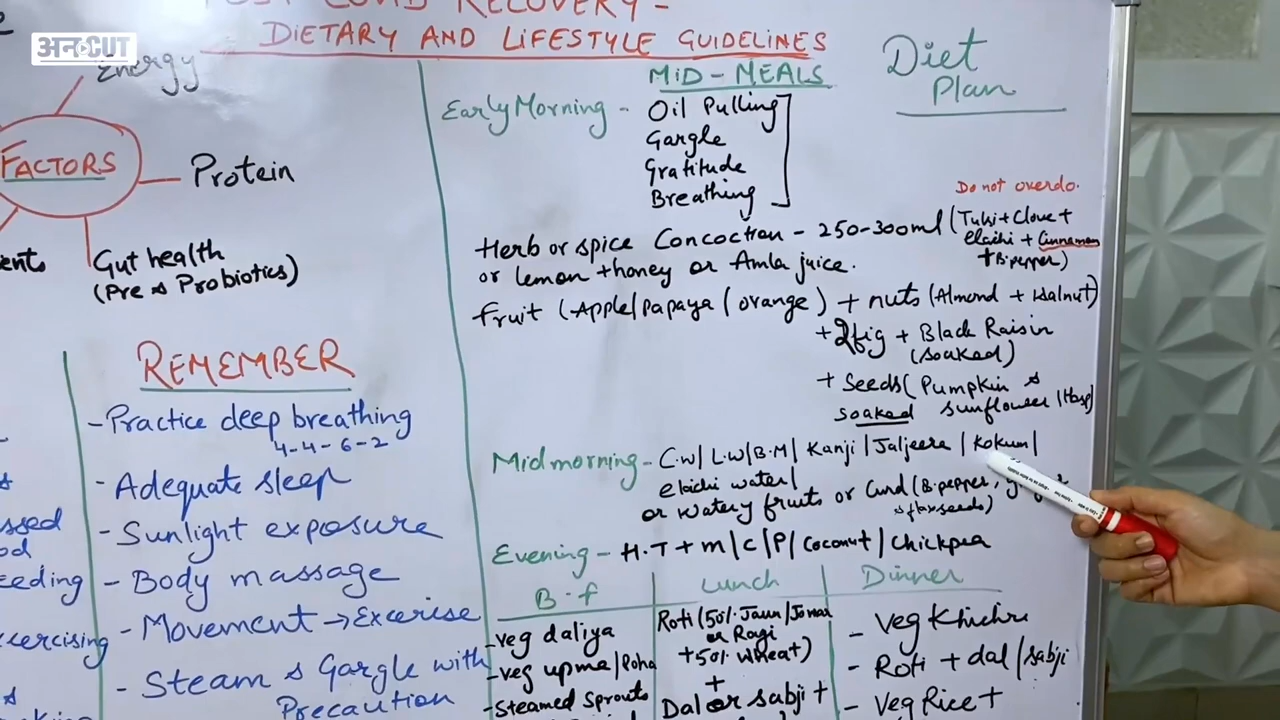 POST COVID RECOVERY -
DIETARY AND LIFESTYLE GUIDELINES
अनCUT
Energy
FACTORS
Protein
Gut health
(Pre & Probiotics)
REMEMBER
- Practice deep breathing
4-4-6-2
- Adequate sleep
- Sunlight exposure
- Body massage
- Movement → Excerise
- Steam & Gargle with
Precaution
Diet
Plan
MID - MEALS
Early Morning - Oil Pulling
Gargle
Gratitude
Breathing
Do not overdo.
Herb or spice Concoction - 250-300ml (Tulsi + Clove +
elaichi + Cinnamon
+ B.pepper)
or lemon + honey or Amla juice.
Fruit (Apple/papaya/orange) + nuts (Almond + Walnut)
+ 2 fig + Black Raisin
(soaked)
+ Seeds (Pumpkin &
soaked sunflower
Midmorning - C.W/ L.W/B.M/ Kanji / Jaljeera / Kokum/
elaichi water/
or watery fruits or Curd (B.pepper,
& flaxseeds)
Evening - H.T + M/C/P/ Coconut / Chickpea
B.f
- veg daliya
- veg upma/Poha
- Steamed Sprouts
Lunch
Roti (50%
or Ragi
+ 50% wheat)
+
Dal or sabji +
Dinner
- Veg Khichri
- Roti + dal/sabji
- Veg Rice +